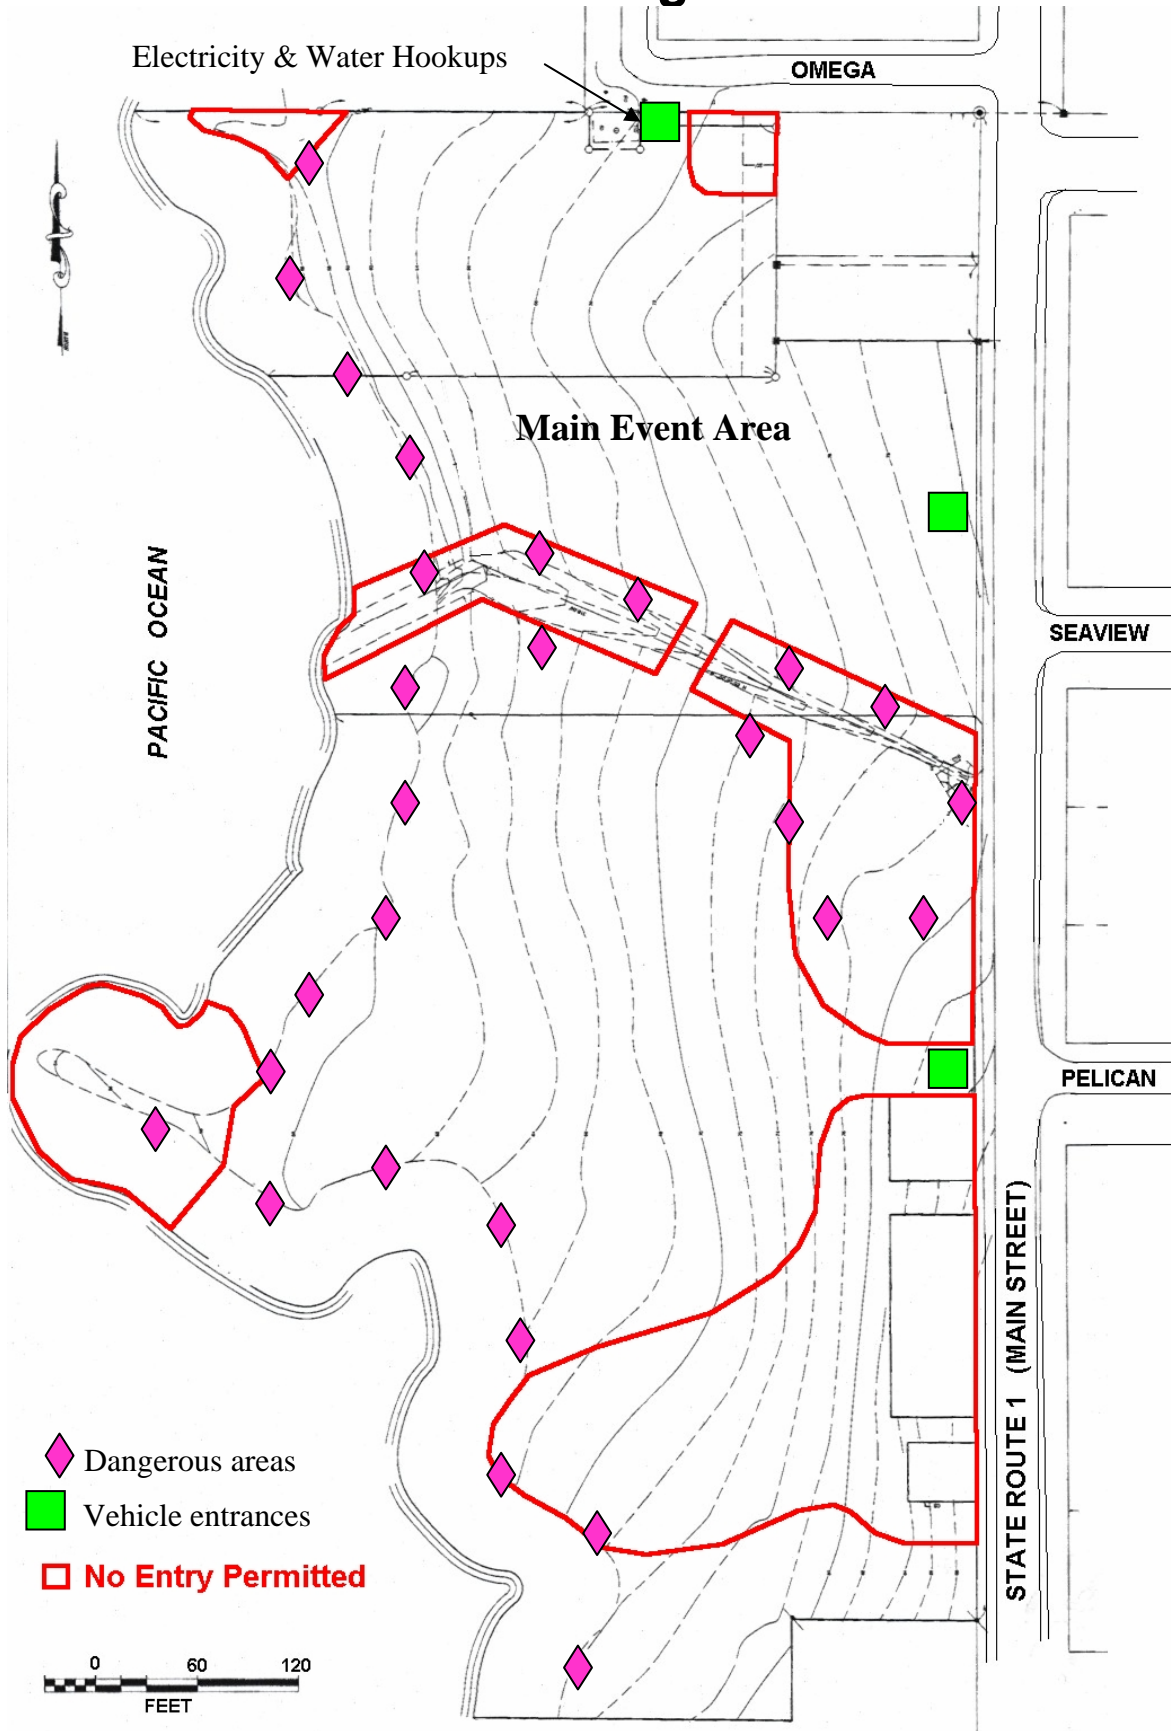 Electricity & Water Hookups
OMEGA
Main Event Area
PACIFIC OCEAN
SEAVIEW
PELICAN
STATE ROUTE 1 (MAIN STREET)
Dangerous areas
Vehicle entrances
No Entry Permitted
0 60 120
FEET